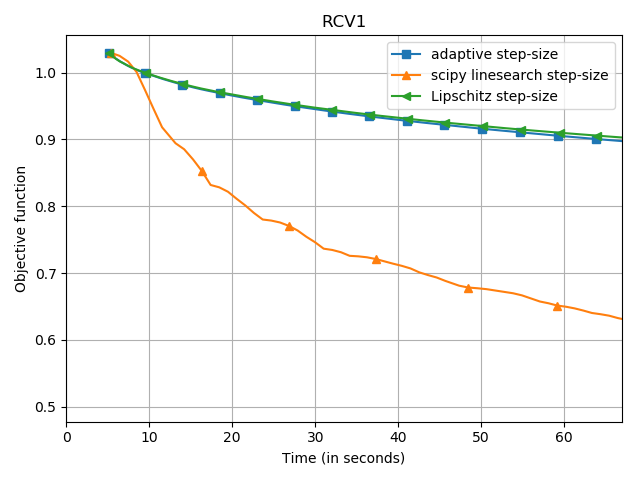 RCV1
adaptive step-size
scipy linesearch step-size
Lipschitz step-size
Objective function
1.0
0.9
0.8
0.7
0.6
0.5
0 10 20 30 40 50 60
Time (in seconds)